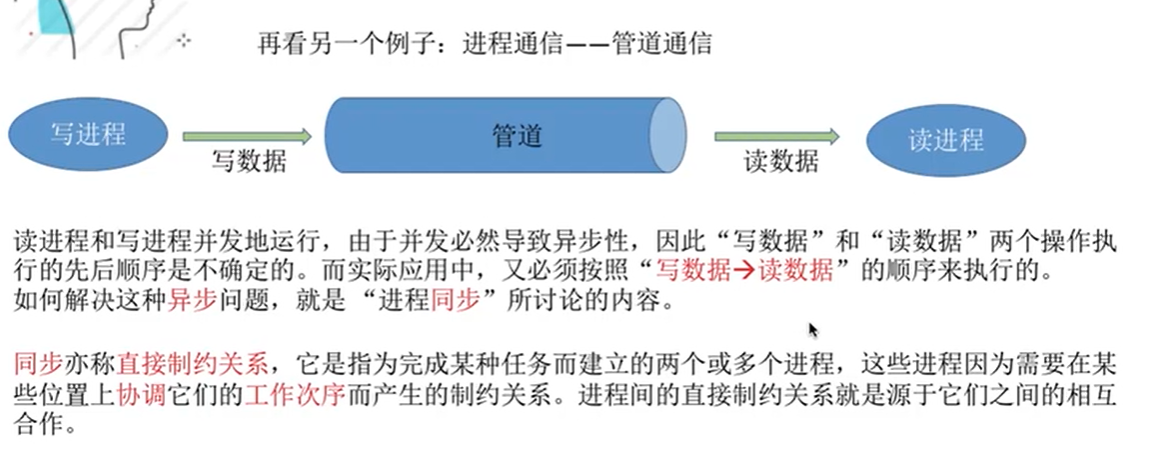 再看另一个例子：进程通信——管道通信
写进程
写数据
管道
读数据
读进程
读进程和写进程并发地运行，由于并发必然导致异步性，因此“写数据”和“读数据”两个操作执
行的先后顺序是不确定的。而实际应用中，又必须按照“写数据→读数据”的顺序来执行的。
如何解决这种异步问题，就是 “进程同步”所讨论的内容。
同步亦称直接制约关系，它是指为完成某种任务而建立的两个或多个进程，这些进程因为需要在某
些位置上协调它们的工作次序而产生的制约关系。进程间的直接制约关系就是源于它们之间的相互
合作。